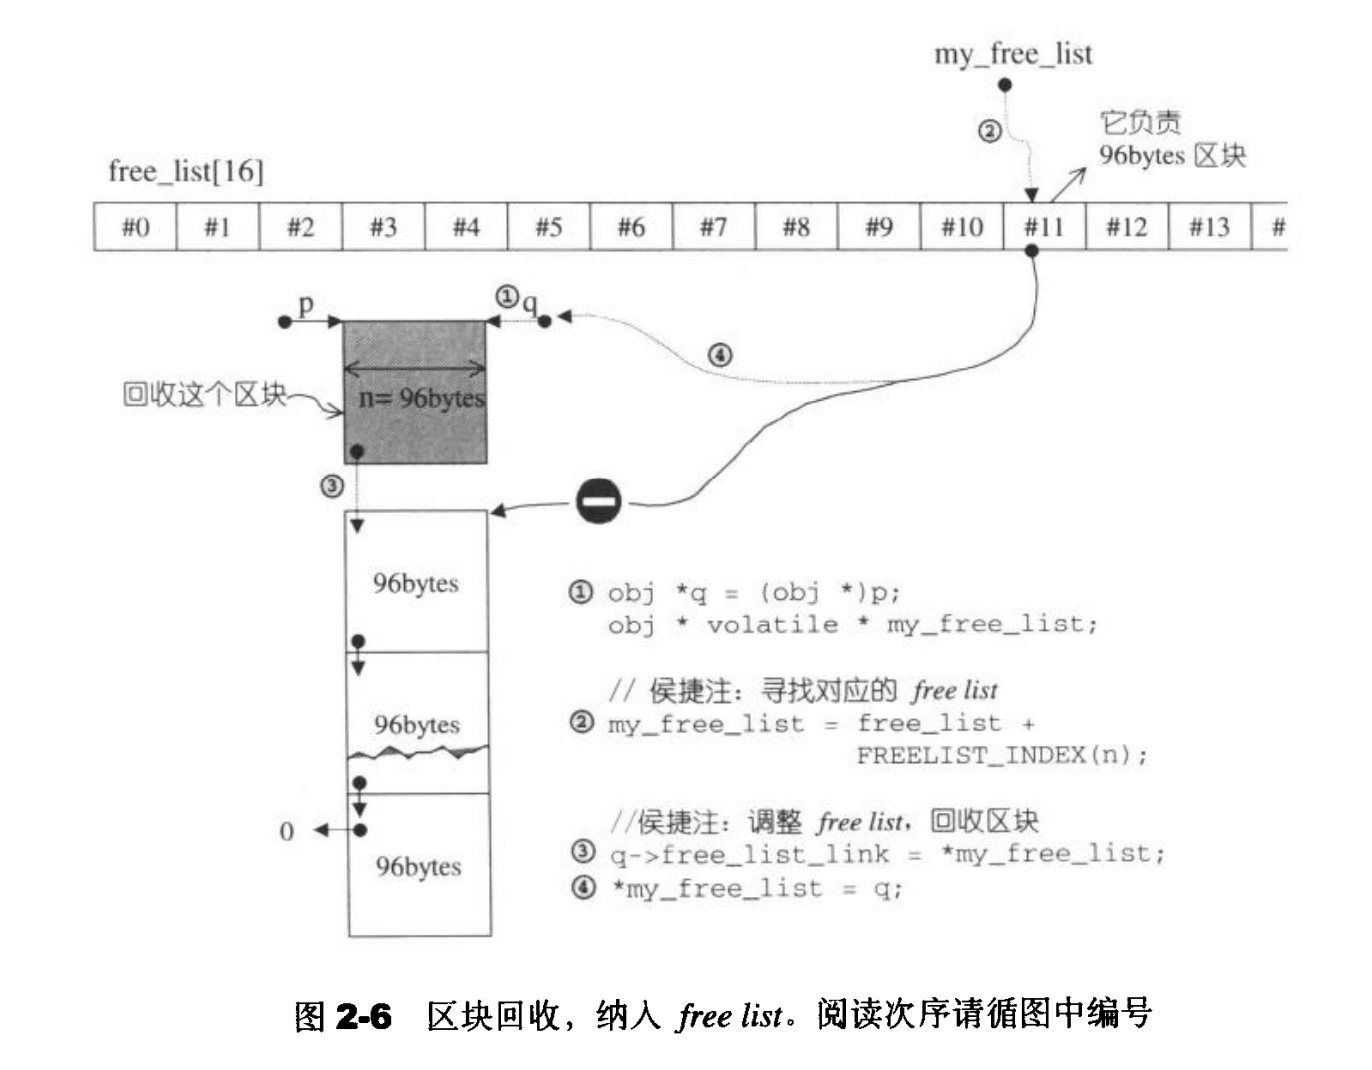 my_free_list
②
它负责
96bytes 区块
free_list[16]
#0 #1 #2 #3 #4 #5 #6 #7 #8 #9 #10 #11 #12 #13 #
p ① q
④
回收这个区块
n= 96bytes
③
96bytes
① obj *q = (obj *)p;
obj * volatile * my_free_list;
// 侯捷注：寻找对应的 free list
96bytes
② my_free_list = free_list +
FREELIST_INDEX(n);
//侯捷注：调整 free list，回收区块
0
③ q->free_list_link = *my_free_list;
96bytes
④ *my_free_list = q;
图 2-6 区块回收，纳入 free list。阅读次序请循图中编号